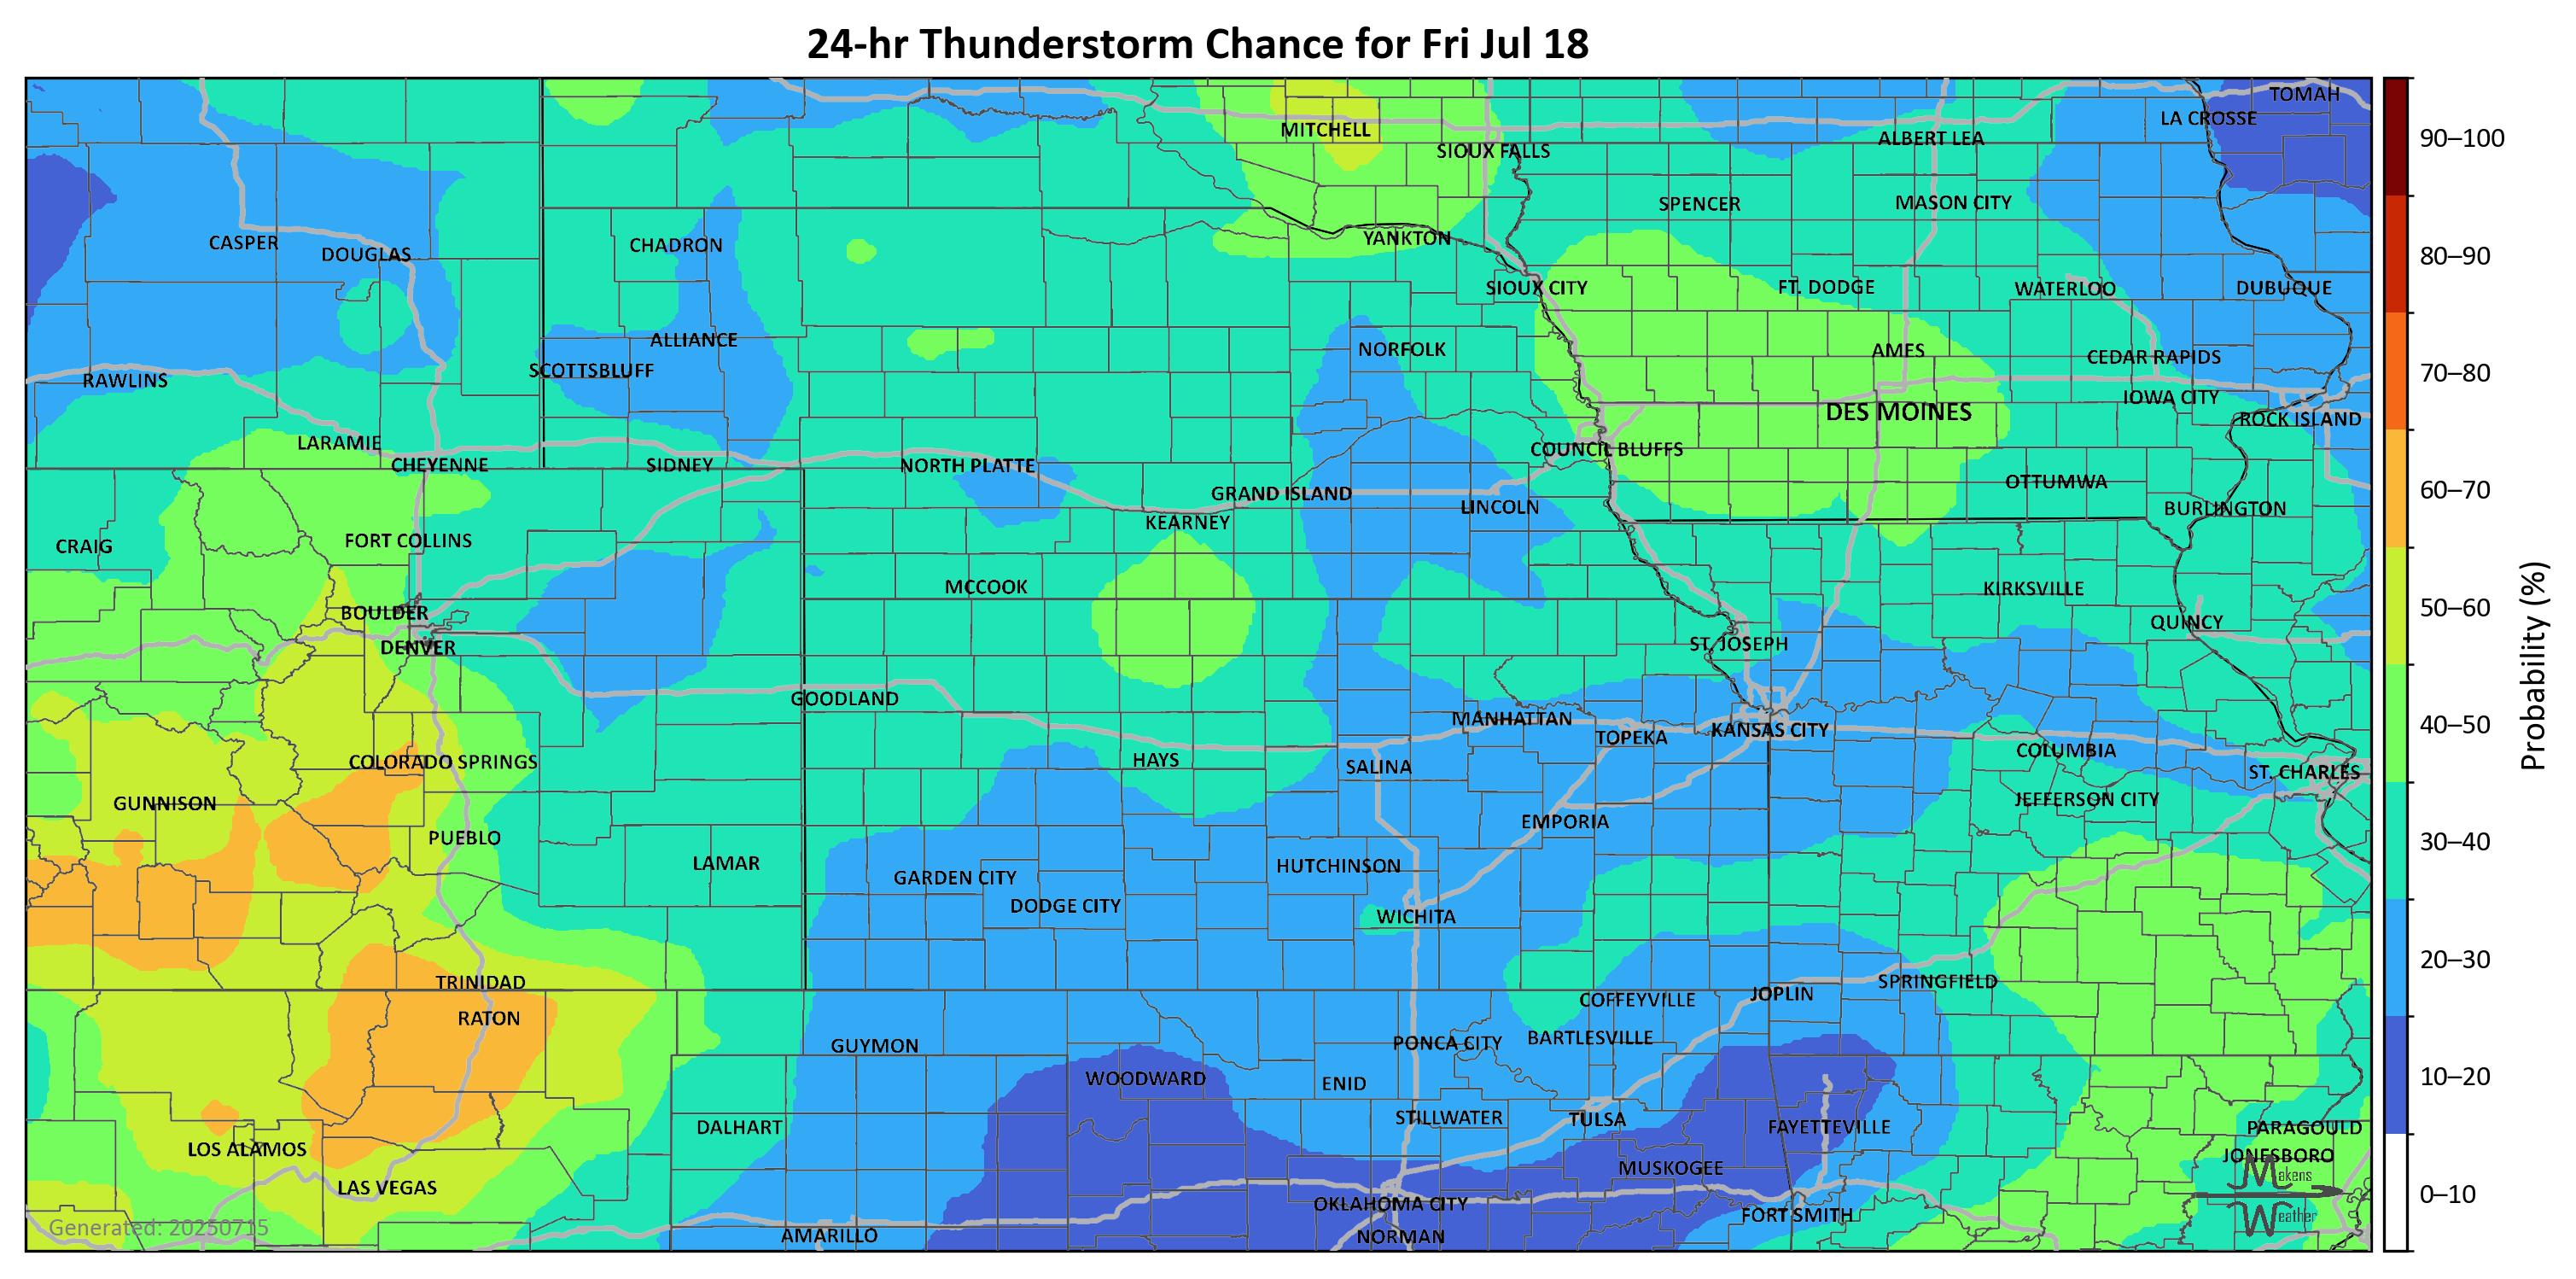 24-hr Thunderstorm Chance for Fri Jul 18
TOMAH
LA CROSSE
MITCHELL
ALBERT LEA
SIOUX FALLS
SPENCER
MASON CITY
CASPER
DOUGLAS
CHADRON
YANKTON
SIOUX CITY
FT. DODGE
WATERLOO
DUBUQUE
ALLIANCE
NORFOLK
AMES
CEDAR RAPIDS
RAWLINS
SCOTTSBLUFF
IOWA CITY
DES MOINES
ROCK ISLAND
LARAMIE
COUNCIL BLUFFS
CHEYENNE
SIDNEY
NORTH PLATTE
OTTUMWA
GRAND ISLAND
LINCOLN
BURLINGTON
KEARNEY
CRAIG
FORT COLLINS
MCCOOK
KIRKSVILLE
BOULDER
QUINCY
DENVER
ST. JOSEPH
GOODLAND
MANHATTAN
TOPEKA
KANSAS CITY
COLUMBIA
COLORADO SPRINGS
HAYS
SALINA
ST. CHARLES
GUNNISON
JEFFERSON CITY
PUEBLO
EMPORIA
LAMAR
HUTCHINSON
GARDEN CITY
DODGE CITY
WICHITA
TRINIDAD
SPRINGFIELD
JOPLIN
COFFEYVILLE
RATON
GUYMON
PONCA CITY
BARTLESVILLE
WOODWARD
ENID
STILLWATER
TULSA
DALHART
FAYETTEVILLE
PARAGOULD
LOS ALAMOS
JONESBORO
MUSKOGEE
LAS VEGAS
OKLAHOMA CITY
FORT SMITH
AMARILLO
NORMAN
Generated: 20250715
Makens
Weather
90–100
80–90
70–80
60–70
50–60
40–50
30–40
20–30
10–20
0–10
Probability (%)